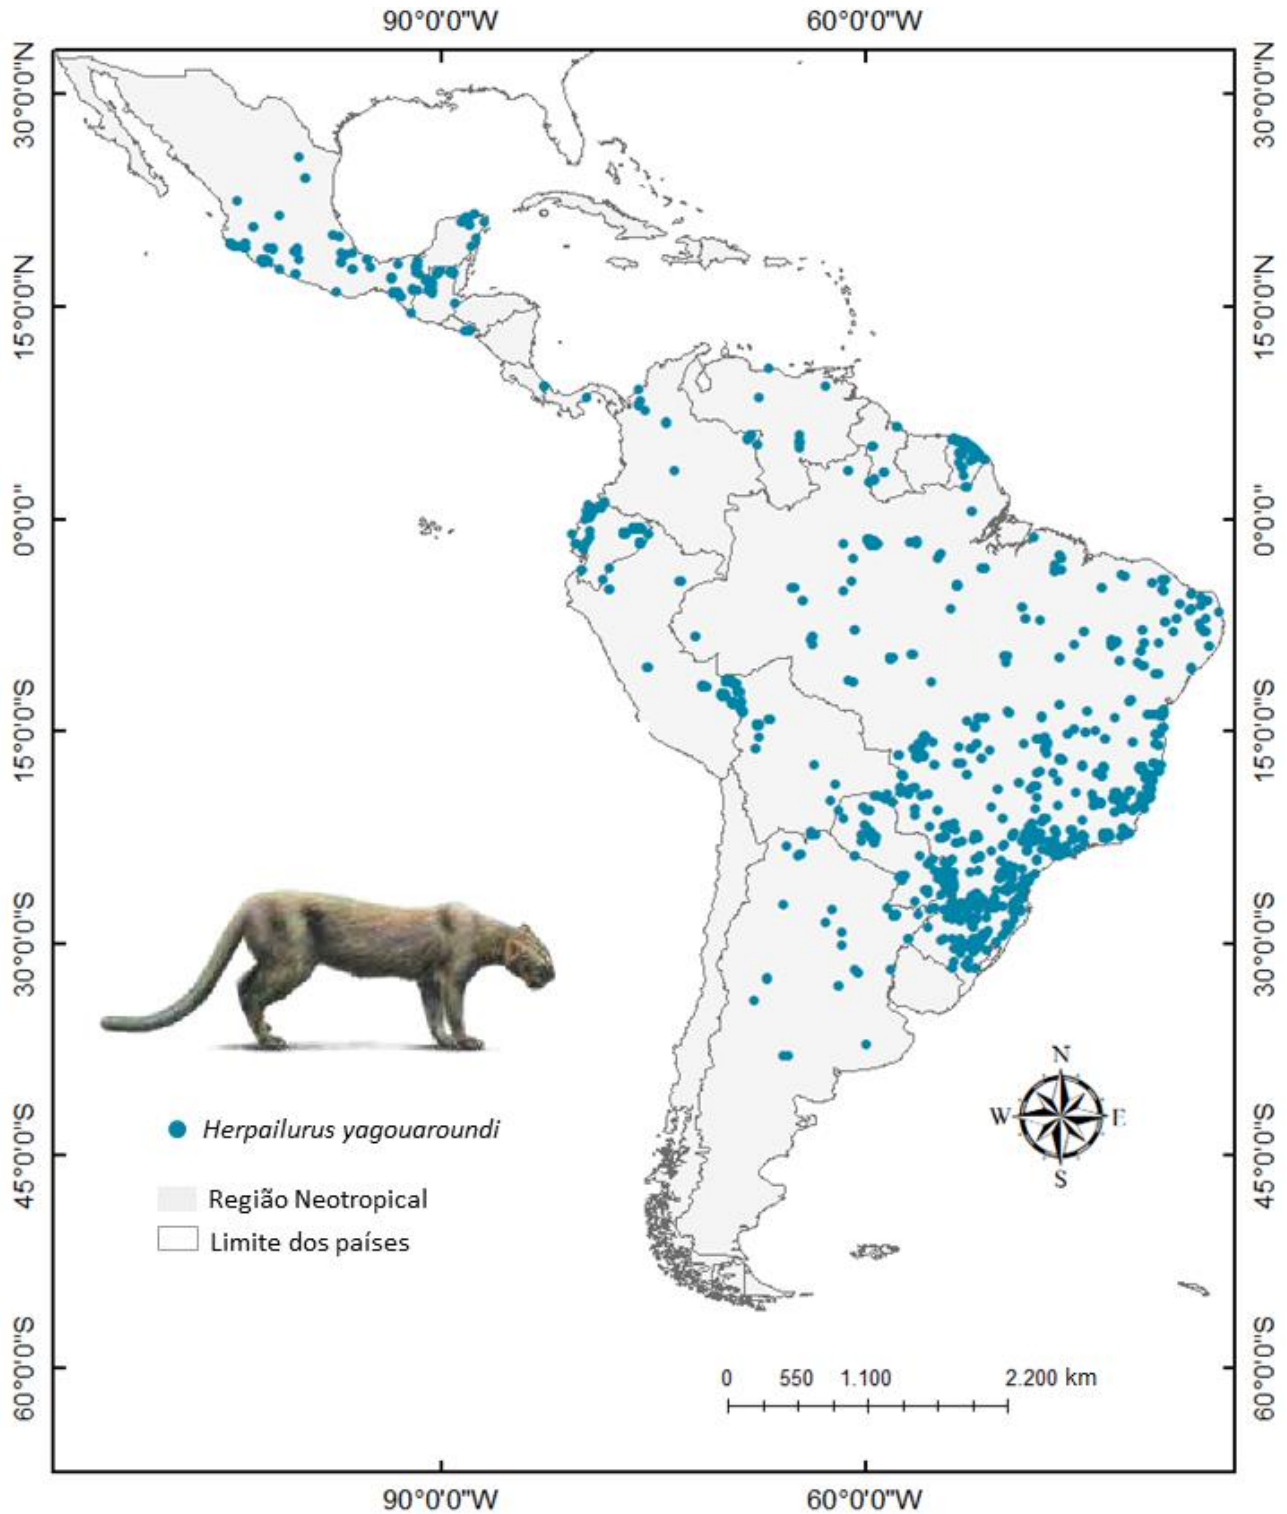 90°0'0"W 60°0'0"W
30°0'0"N 30°0'0"N
15°0'0"N 15°0'0"N
0°0'0" 0°0'0"
15°0'0"S 15°0'0"S
30°0'0"S 30°0'0"S
N
W E
S
Herpailurus yagouaroundi
45°0'0"S 45°0'0"S
Região Neotropical
Limite dos países
60°0'0"S 60°0'0"S
0 550 1.100 2.200 km
90°0'0"W 60°0'0"W